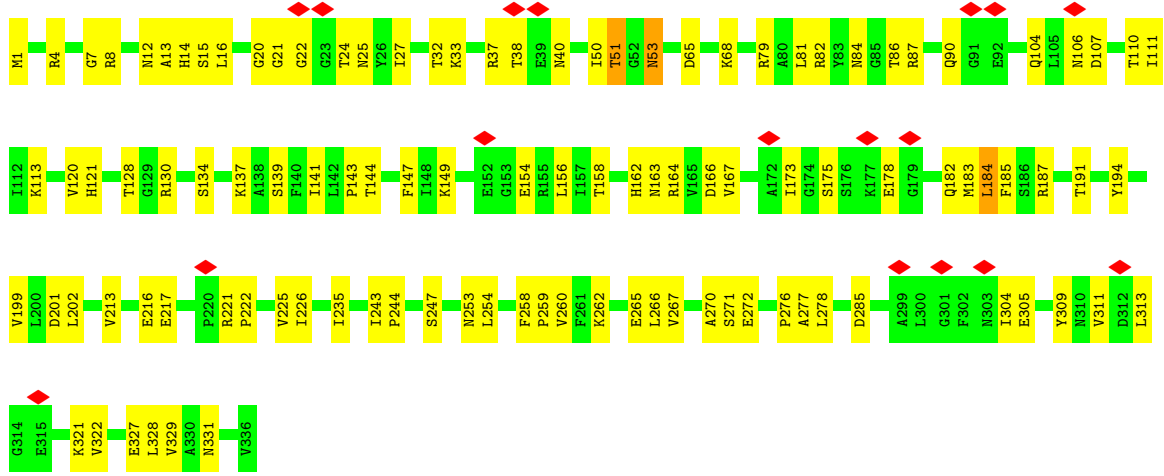 M1 R4 G7 R8 N12 A13 H14 S15 L16 G20 G21 G22 G23 T24 N25 Y26 I27 T32 K33 R37 T38 E39 N40 I50 T51 G52 N53 D65 K68 R79 A80 L81 R82 Y83 N84 G85 T86 R87 Q90 G91 E92 Q104 L105 N106 D107 T110 I111
I112 K113 V120 H121 T128 G129 R130 S134 K137 A138 S139 F140 I141 L142 P143 T144 F147 I148 K149 E152 G153 E154 R155 L156 I157 T158 H162 N163 R164 V165 D166 V167 A172 I173 G174 S175 S176 K177 E178 G179 Q182 M183 L184 F185 S186 R187 T191 Y194
V199 L200 D201 L202 V213 E216 E217 P220 R221 P222 V225 I226 I235 I243 P244 S247 N253 L254 F258 P259 V260 F261 K262 E265 L266 V267 A270 S271 E272 P276 A277 L278 D285 A299 L300 G301 F302 N303 I304 E305 Y309 N310 V311 D312 L313
G314 E315 K321 V322 E327 L328 V329 A330 N331 V336